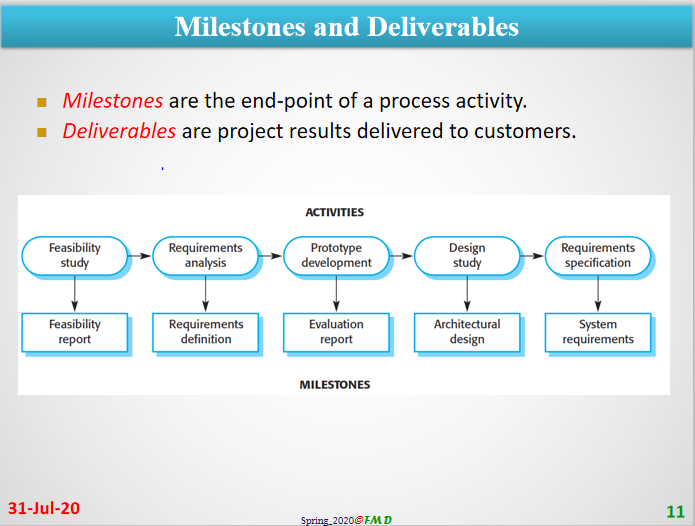 Milestones and Deliverables
Milestones are the end-point of a process activity.
Deliverables are project results delivered to customers.
ACTIVITIES
Feasibility
study
Requirements
analysis
Prototype
development
Design
study
Requirements
specification
Feasibility
report
Requirements
definition
Evaluation
report
Architectural
design
System
requirements
MILESTONES
31-Jul-20
Spring_2020©FMD
11